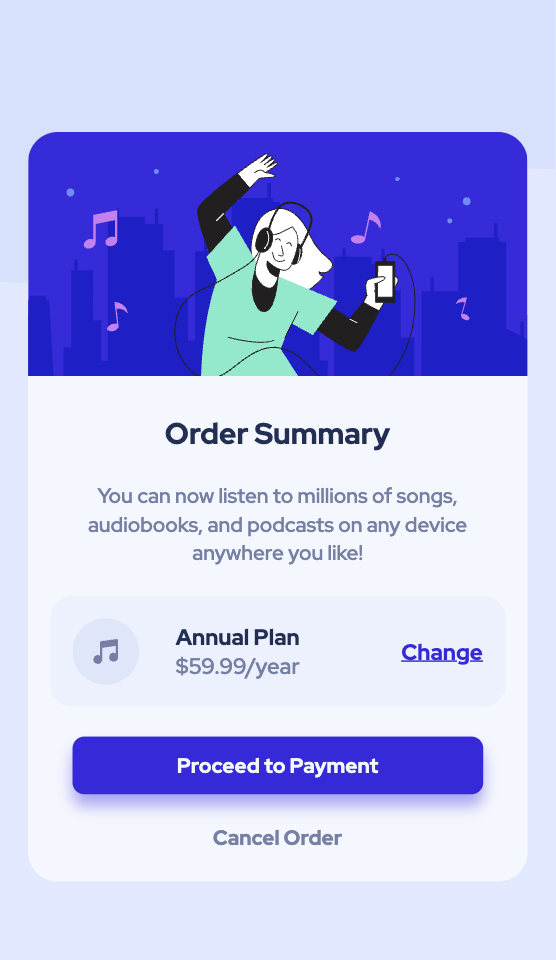 Order Summary
You can now listen to millions of songs,
audiobooks, and podcasts on any device
anywhere you like!
Annual Plan
$59.99/year
Change
Proceed to Payment
Cancel Order